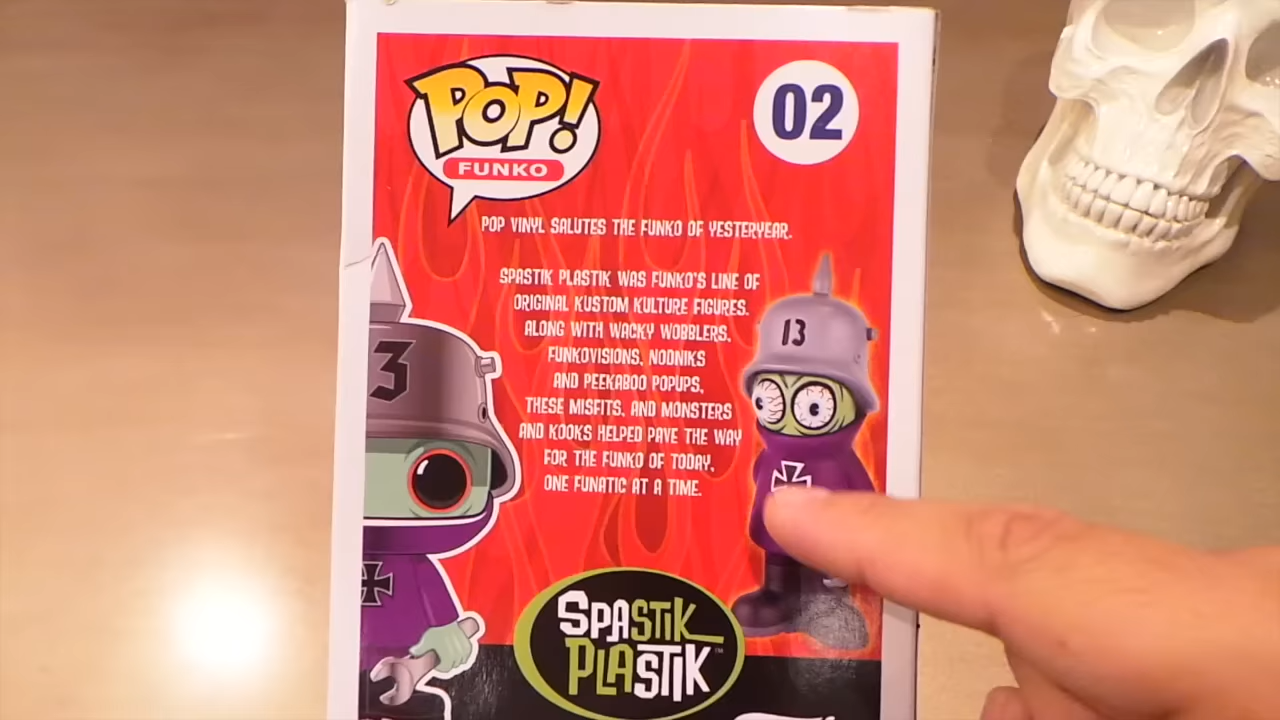 POP!
FUNKO
02
POP VINYL SALUTES THE FUNKO OF YESTERYEAR.
SPASTIK PLASTIK WAS FUNKO'S LINE OF
ORIGINAL KUSTOM KULTURE FIGURES.
ALONG WITH WACKY WOBBLERS,
FUNKOVISIONS, NODNIKS
AND PEEKABOO POPUPS,
THESE MISFITS, AND MONSTERS
AND KOOKS HELPED PAVE THE WAY
FOR THE FUNKO OF TODAY,
ONE FUNATIC AT A TIME.
13
3
SPASTIK
PLASTIK™